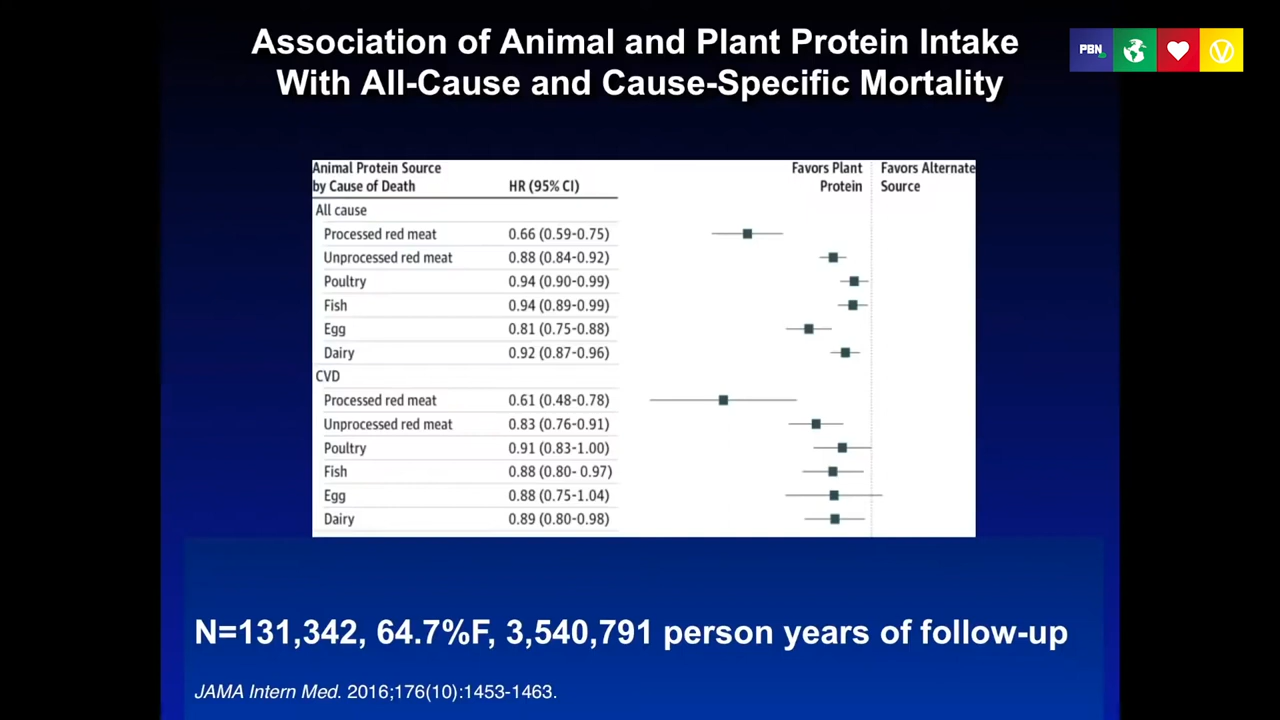 Association of Animal and Plant Protein Intake
With All-Cause and Cause-Specific Mortality
PBN
V
Animal Protein Source
by Cause of Death
HR (95% CI)
Favors Plant
Protein
Favors Alternate
Source
All cause
Processed red meat 0.66 (0.59-0.75)
Unprocessed red meat 0.88 (0.84-0.92)
Poultry 0.94 (0.90-0.99)
Fish 0.94 (0.89-0.99)
Egg 0.81 (0.75-0.88)
Dairy 0.92 (0.87-0.96)
CVD
Processed red meat 0.61 (0.48-0.78)
Unprocessed red meat 0.83 (0.76-0.91)
Poultry 0.91 (0.83-1.00)
Fish 0.88 (0.80- 0.97)
Egg 0.88 (0.75-1.04)
Dairy 0.89 (0.80-0.98)
N=131,342, 64.7%F, 3,540,791 person years of follow-up
JAMA Intern Med. 2016;176(10):1453-1463.